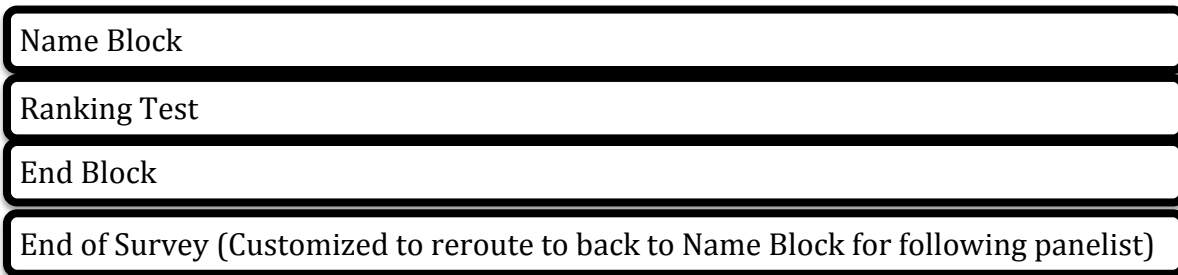 Name Block
Ranking Test
End Block
End of Survey (Customized to reroute to back to Name Block for following panelist)